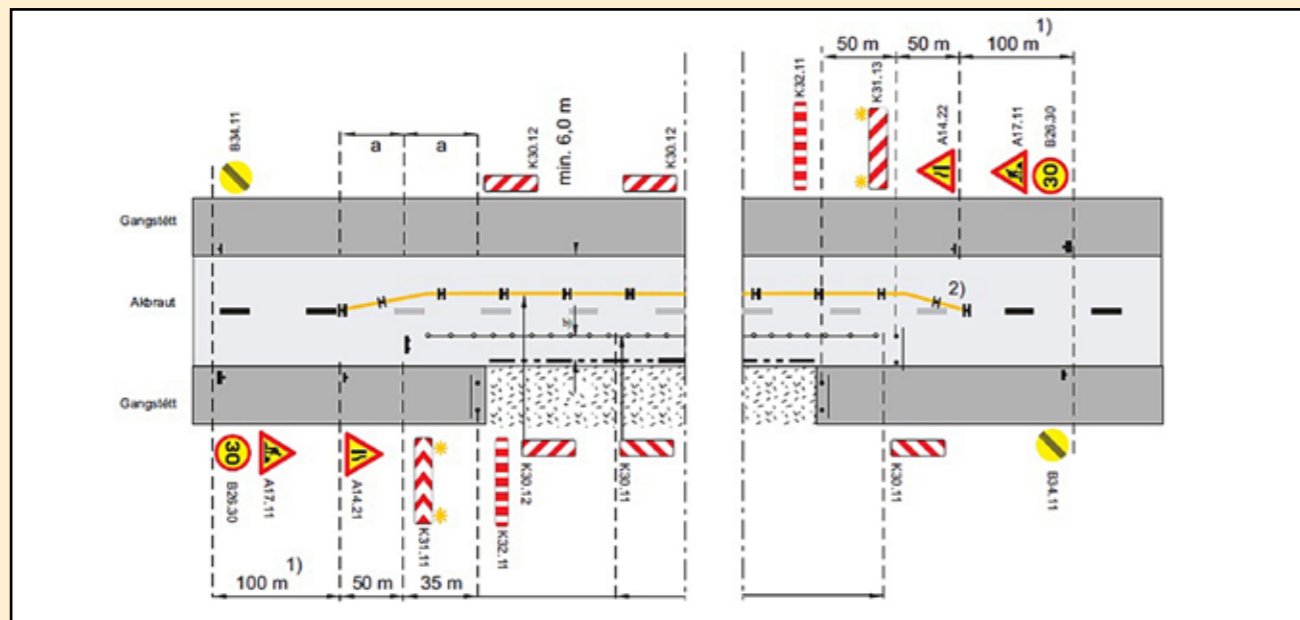 1)
50 m 50 m 100 m
B34.11
a a
K30.12
min. 6,0 m
K30.12
K32.11
K31.13
A14.22
A17.11
B26.30
30
Gangstétt
Akbraut
2)
Gangstétt
30
B26.30
A17.11
A14.21
K31.11
K32.11
K30.12
K30.11
K30.11
B34.11
1)
100 m 50 m 35 m